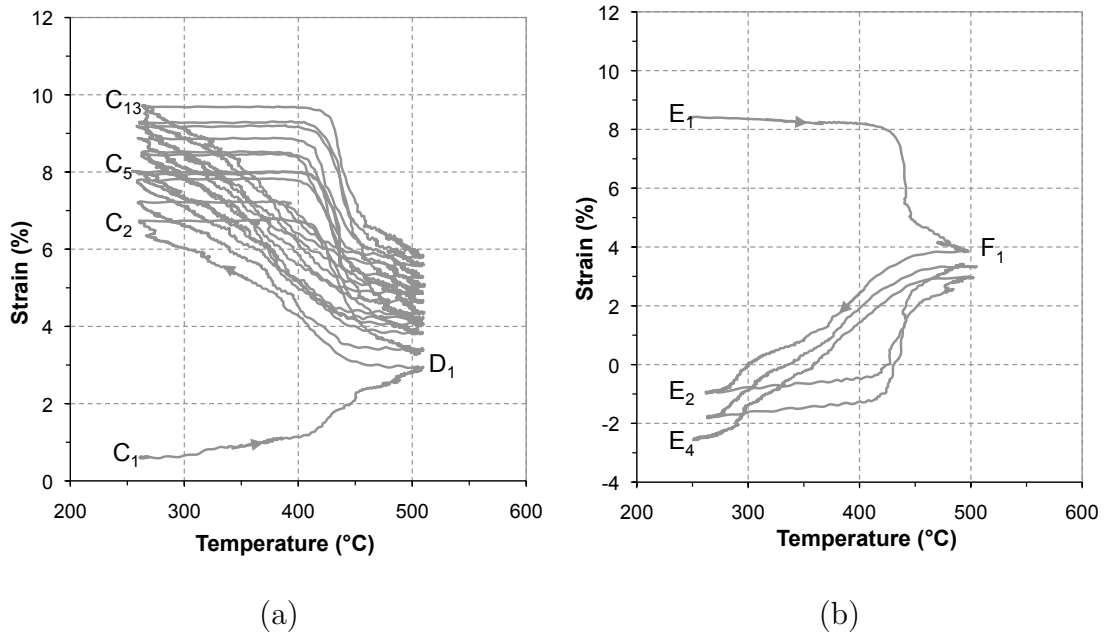 12
10
8
6
4
2
0
Strain (%)
C13
C5
C2
C1
D1
200 300 400 500 600
Temperature (°C)
(a)
12
10
8
6
4
2
0
-2
-4
Strain (%)
E1
F1
E2
E4
200 300 400 500 600
Temperature (°C)
(b)